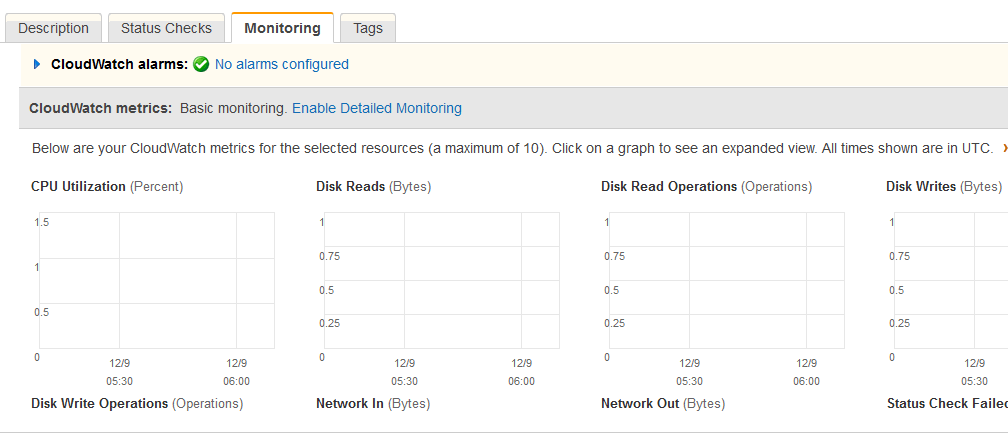 Description Status Checks Monitoring Tags
CloudWatch alarms: No alarms configured
CloudWatch metrics: Basic monitoring. Enable Detailed Monitoring
Below are your CloudWatch metrics for the selected resources (a maximum of 10). Click on a graph to see an expanded view. All times shown are in UTC.
CPU Utilization (Percent) Disk Reads (Bytes) Disk Read Operations (Operations) Disk Writes (Bytes)
1.5 1 1 1
0.75 0.75 0.75
1
0.5 0.5 0.5
0.5
0.25 0.25 0.25
0 0 0 0
12/9 12/9 12/9 12/9 12/9 12/9 12/9
05:30 06:00 05:30 06:00 05:30 06:00 05:30
Disk Write Operations (Operations) Network In (Bytes) Network Out (Bytes) Status Check Failed